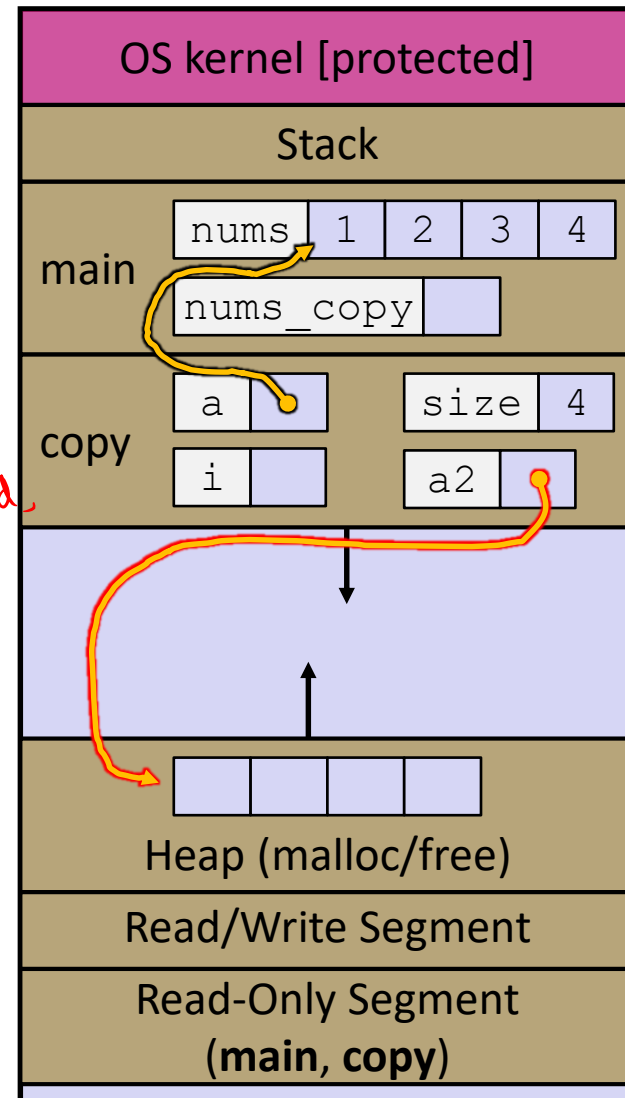 OS kernel [protected]
Stack
main
nums 1 2 3 4
nums_copy
copy
a
size 4
i
a2
Heap (malloc/free)
Read/Write Segment
Read-Only Segment
(main, copy)